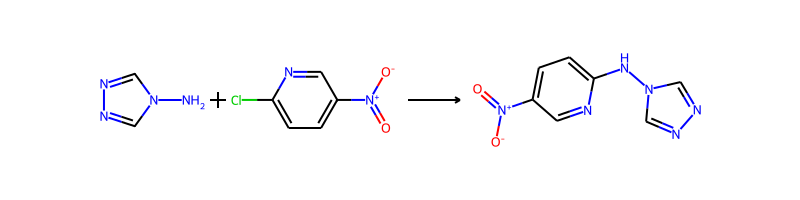 N N N NH₂ + Cl N N⁺ O⁻ O
O N⁺ O⁻ N H N N N N